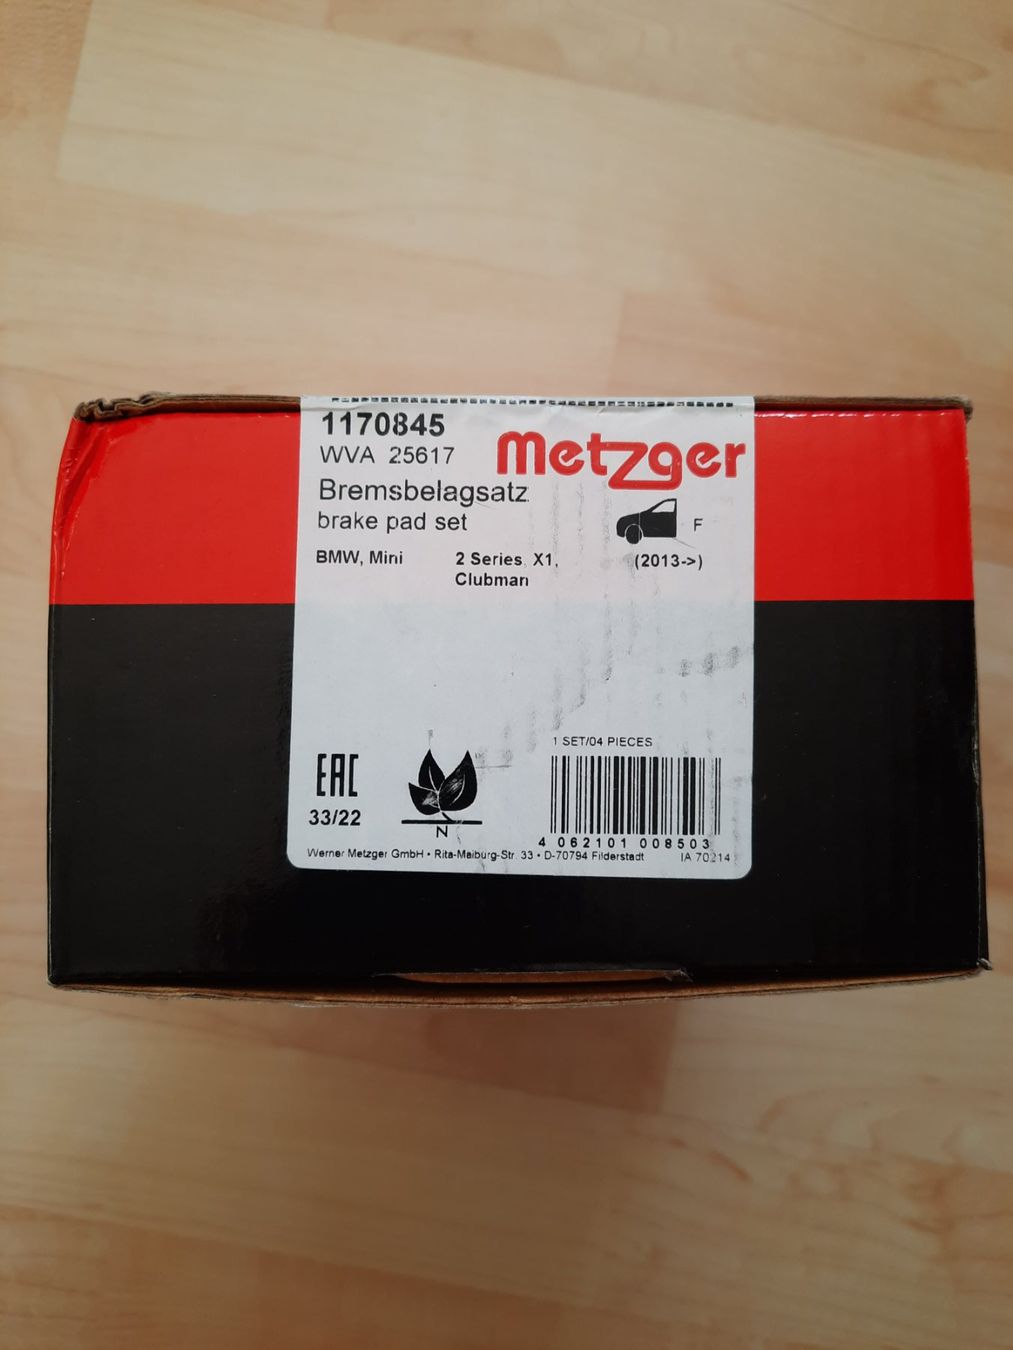 1170845
WVA 25617
Metzger
Bremsbelagsatz
brake pad set
F
BMW, Mini 2 Series, X1, (2013->)
Clubman
1 SET/04 PIECES
EAC
33/22
N
4 062101 008503
Werner Metzger GmbH • Rita-Maiburg-Str. 33 • D-70794 Filderstadt IA 70214